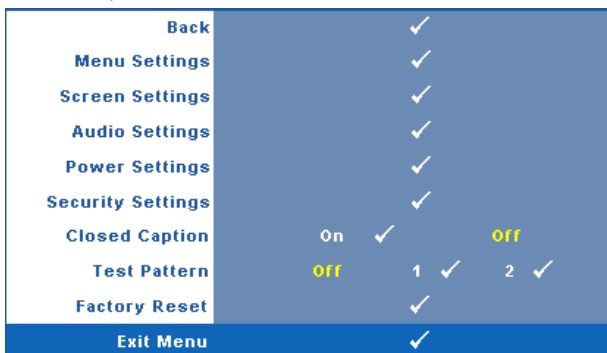 Back ✓
Menu Settings ✓
Screen Settings ✓
Audio Settings ✓
Power Settings ✓
Security Settings ✓
Closed Caption On ✓ Off
Test Pattern Off 1 ✓ 2 ✓
Factory Reset ✓
Exit Menu ✓